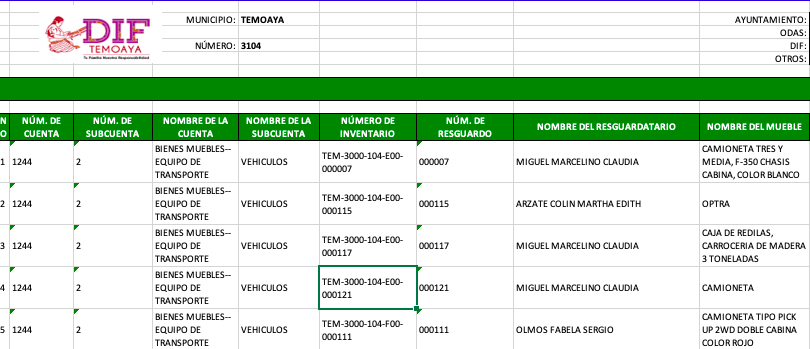 DIF
TEMOAYA
Tu Familia Nuestra Responsabilidad
MUNICIPIO: TEMOAYA
NÚMERO: 3104
AYUNTAMIENTO:
ODAS:
DIF:
OTROS:
N
O
NÚM. DE
CUENTA
NÚM. DE
SUBCUENTA
NOMBRE DE LA
CUENTA
NOMBRE DE LA
SUBCUENTA
NÚMERO DE
INVENTARIO
NÚM. DE
RESGUARDO
NOMBRE DEL RESGUARDATARIO
NOMBRE DEL MUEBLE
1
1244
2
BIENES MUEBLES--
EQUIPO DE
TRANSPORTE
VEHICULOS
TEM-3000-104-E00-
000007
000007
MIGUEL MARCELINO CLAUDIA
CAMIONETA TRES Y
MEDIA, F-350 CHASIS
CABINA, COLOR BLANCO
2
1244
2
BIENES MUEBLES--
EQUIPO DE
TRANSPORTE
VEHICULOS
TEM-3000-104-E00-
000115
000115
ARZATE COLIN MARTHA EDITH
OPTRA
3
1244
2
BIENES MUEBLES--
EQUIPO DE
TRANSPORTE
VEHICULOS
TEM-3000-104-E00-
000117
000117
MIGUEL MARCELINO CLAUDIA
CAJA DE REDILAS,
CARROCERIA DE MADERA
3 TONELADAS
4
1244
2
BIENES MUEBLES--
EQUIPO DE
TRANSPORTE
VEHICULOS
TEM-3000-104-E00-
000121
000121
MIGUEL MARCELINO CLAUDIA
CAMIONETA
5
1244
2
BIENES MUEBLES--
EQUIPO DE
TRANSPORTE
VEHICULOS
TEM-3000-104-F00-
000111
000111
OLMOS FABELA SERGIO
CAMIONETA TIPO PICK
UP 2WD DOBLE CABINA
COLOR ROJO